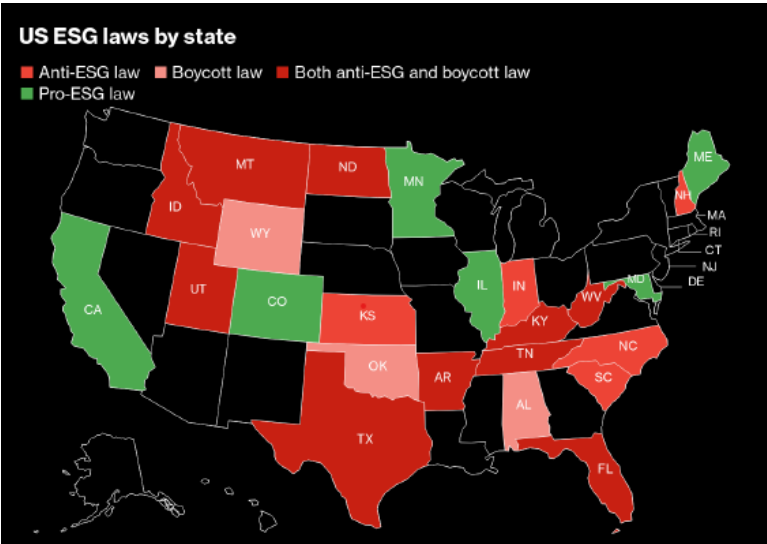 US ESG laws by state
Anti-ESG law Boycott law Both anti-ESG and boycott law
Pro-ESG law
ME
MT
ND
MN
NH
ID
MA
WY
RI
CT
NJ
UT
CO
IL
IN
MD
DE
CA
KS
KY
WV
OK
AR
TN
NC
SC
AL
TX
FL